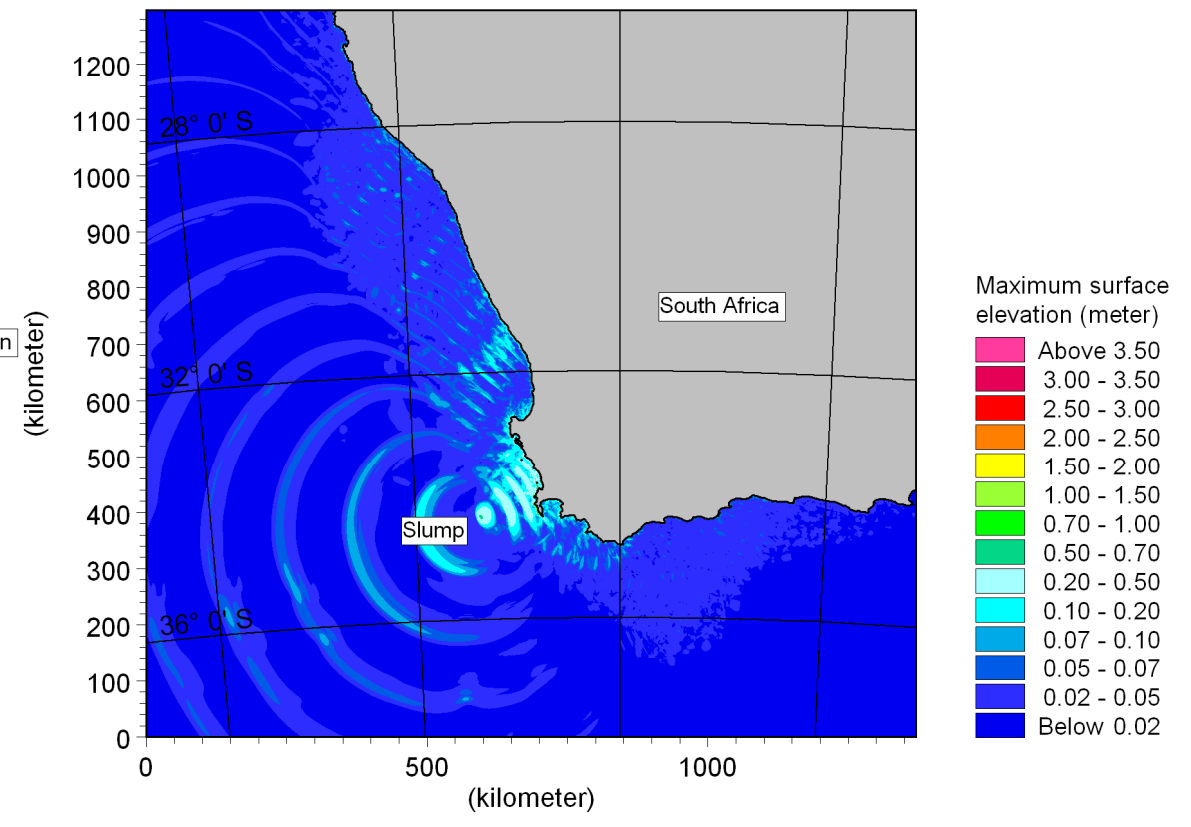 1200
1100
1000
900
800
700
600
500
400
300
200
100
0
(kilometer)
n
28° 0' S
32° 0' S
36° 0' S
South Africa
Slump
0
500
1000
(kilometer)
Maximum surface
elevation (meter)
Above 3.50
3.00 - 3.50
2.50 - 3.00
2.00 - 2.50
1.50 - 2.00
1.00 - 1.50
0.70 - 1.00
0.50 - 0.70
0.20 - 0.50
0.10 - 0.20
0.07 - 0.10
0.05 - 0.07
0.02 - 0.05
Below 0.02